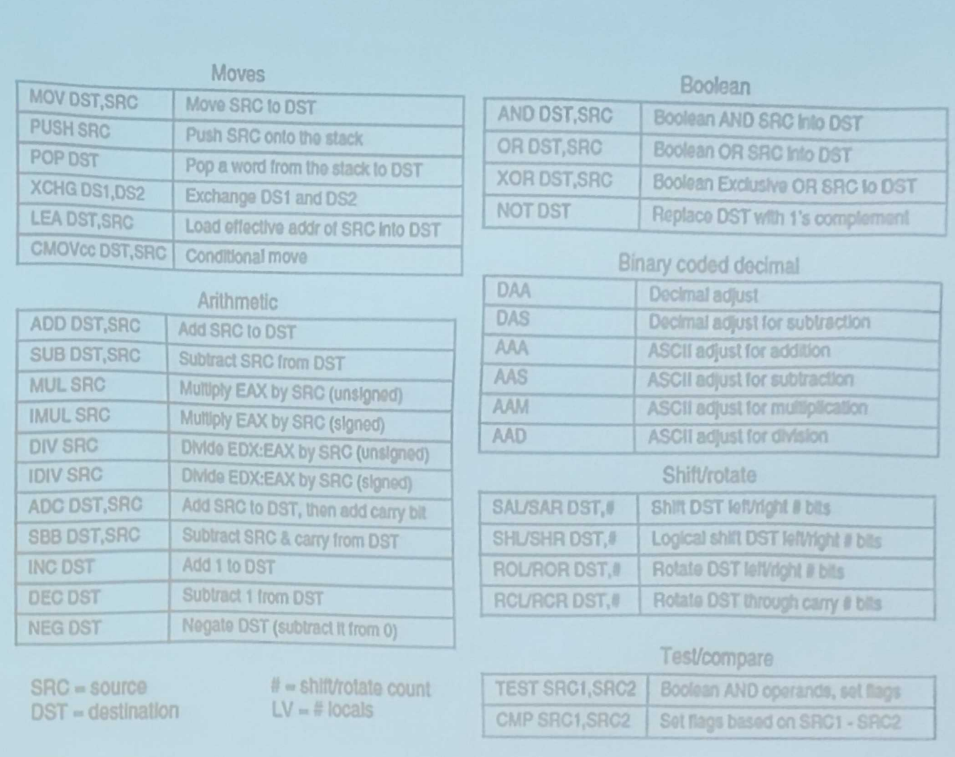 Moves
MOV DST,SRC Move SRC to DST
PUSH SRC Push SRC onto the stack
POP DST Pop a word from the stack to DST
XCHG DS1,DS2 Exchange DS1 and DS2
LEA DST,SRC Load effective addr of SRC into DST
CMOVcc DST,SRC Conditional move
Arithmetic
ADD DST,SRC Add SRC to DST
SUB DST,SRC Subtract SRC from DST
MUL SRC Multiply EAX by SRC (unsigned)
IMUL SRC Multiply EAX by SRC (signed)
DIV SRC Divide EDX:EAX by SRC (unsigned)
IDIV SRC Divide EDX:EAX by SRC (signed)
ADC DST,SRC Add SRC to DST, then add carry bit
SBB DST,SRC Subtract SRC & carry from DST
INC DST Add 1 to DST
DEC DST Subtract 1 from DST
NEG DST Negate DST (subtract it from 0)
SRC = source # = shift/rotate count
DST = destination LV = # locals
Boolean
AND DST,SRC Boolean AND SRC into DST
OR DST,SRC Boolean OR SRC into DST
XOR DST,SRC Boolean Exclusive OR SRC to DST
NOT DST Replace DST with 1's complement
Binary coded decimal
DAA Decimal adjust
DAS Decimal adjust for subtraction
AAA ASCII adjust for addition
AAS ASCII adjust for subtraction
AAM ASCII adjust for multiplication
AAD ASCII adjust for division
Shift/rotate
SAL/SAR DST,# Shift DST left/right # bits
SHL/SHR DST,# Logical shift DST left/right # bits
ROL/ROR DST,# Rotate DST left/right # bits
RCL/RCR DST,# Rotate DST through carry # bits
Test/compare
TEST SRC1,SRC2 Boolean AND operands, set flags
CMP SRC1,SRC2 Set flags based on SRC1 - SRC2